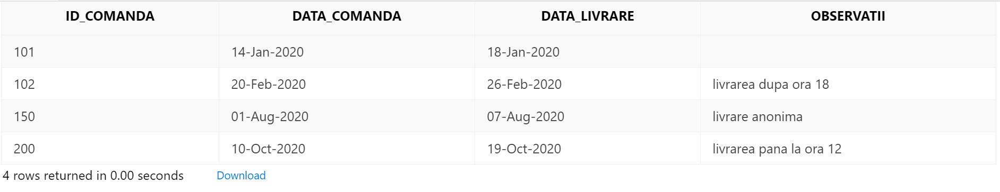 ID_COMANDA DATA_COMANDA DATA_LIVRARE OBSERVATII
101 14-Jan-2020 18-Jan-2020
102 20-Feb-2020 26-Feb-2020 livrarea dupa ora 18
150 01-Aug-2020 07-Aug-2020 livrare anonima
200 10-Oct-2020 19-Oct-2020 livrarea pana la ora 12
4 rows returned in 0.00 seconds Download